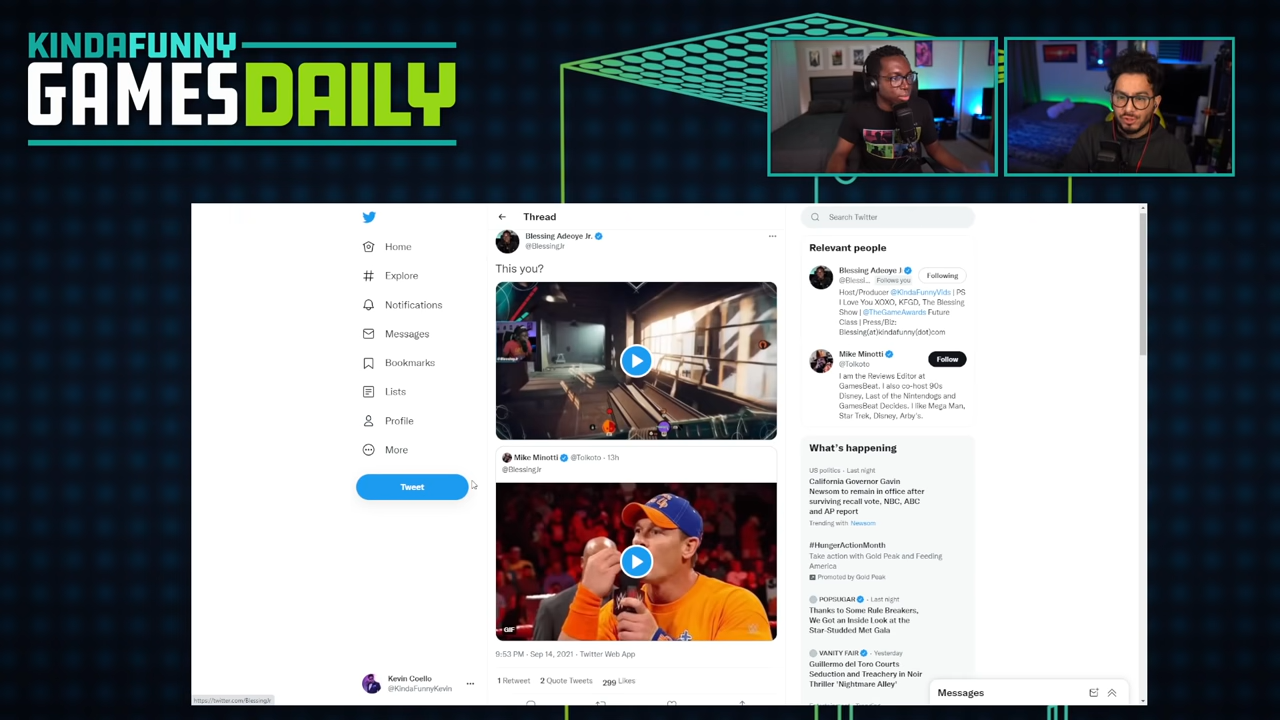 KINDAFUNNY
GAMESDAILY
Thread
Search Twitter
Home
Explore
Notifications
Messages
Bookmarks
Lists
Profile
More
Tweet
Kevin Coello
@KindaFunnyKevin
https://twitter.com/BlessingJr
Blessing Adeoye Jr.
@BlessingJr
This you?
Mike Minotti @Tolkoto · 13h
@BlessingJr
GIF
9:53 PM · Sep 14, 2021 · Twitter Web App
1 Retweet 2 Quote Tweets 299 Likes
Relevant people
Blessing Adeoye J
@Blessi... Follows you
Following
Host/Producer @KindaFunnyVids | PS
I Love You XOXO, KFGD, The Blessing
Show | @TheGameAwards Future
Class | Press/Biz:
Blessing(at)kindafunny(dot)com
Mike Minotti
@Tolkoto
Follow
I am the Reviews Editor at
GamesBeat. I also co-host 90s
Disney, Last of the Nintendogs and
GamesBeat Decides. I like Mega Man,
Star Trek, Disney, Arby's.
What's happening
US politics · Last night
California Governor Gavin
Newsom to remain in office after
surviving recall vote, NBC, ABC
and AP report
Trending with Newsom
#HungerActionMonth
Take action with Gold Peak and Feeding
America
Promoted by Gold Peak
POPSUGAR · Last night
Thanks to Some Rule Breakers,
We Got an Inside Look at the
Star-Studded Met Gala
VANITY FAIR · Yesterday
Guillermo del Toro Courts
Seduction and Treachery in Noir
Thriller 'Nightmare Alley'
Messages